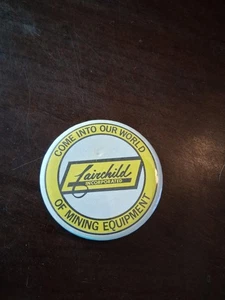 COME INTO OUR WORLD
Fairchild
INCORPORATED
OF MINING EQUIPMENT